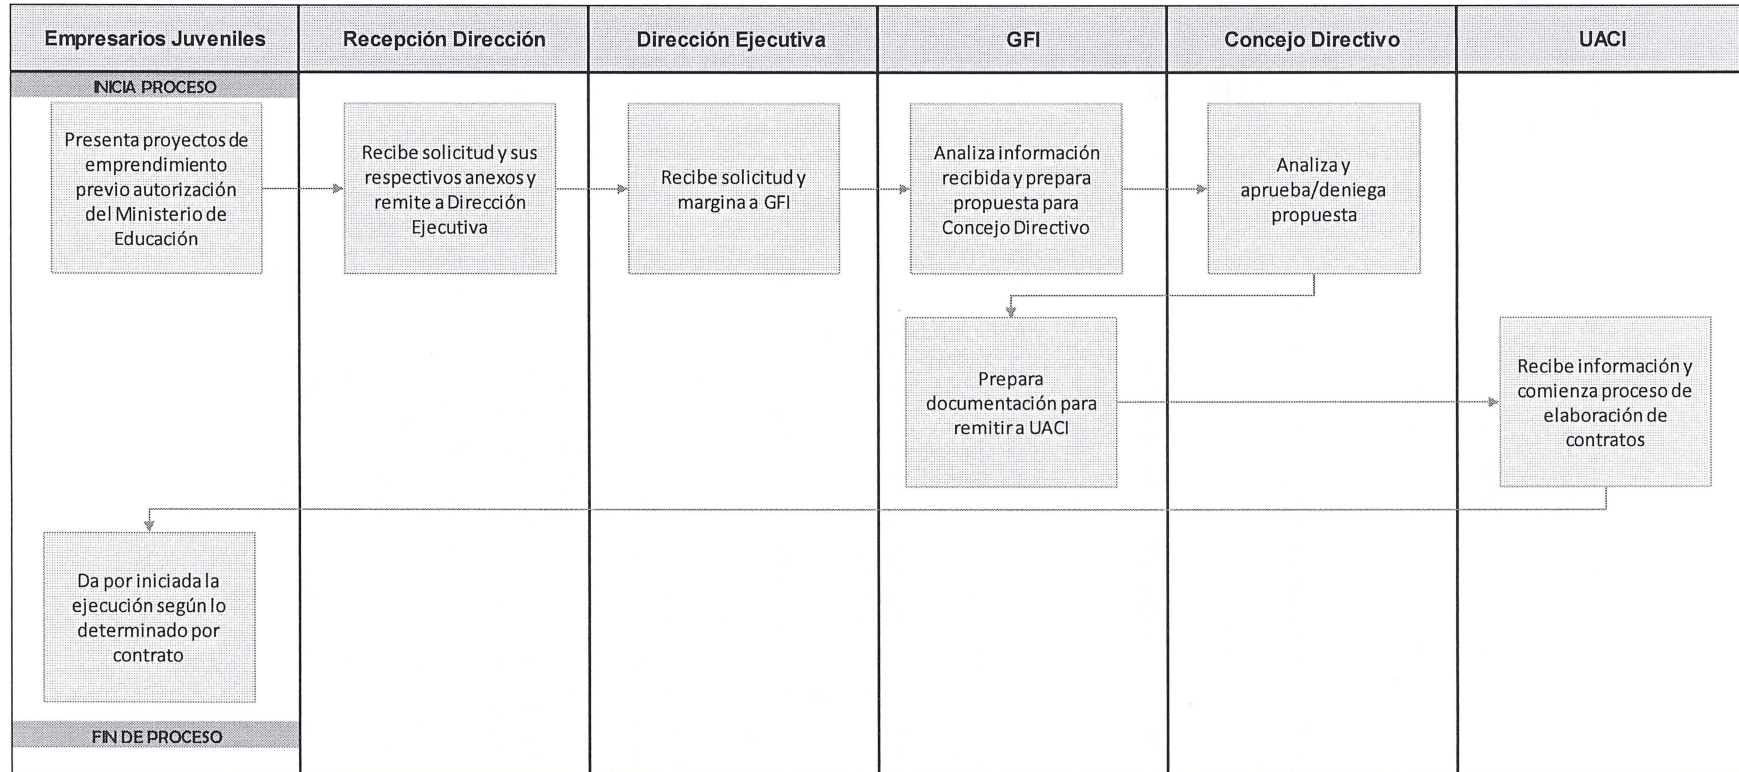 Empresarios Juveniles
Recepción Dirección
Dirección Ejecutiva
GFI
Concejo Directivo
UACI
INICIA PROCESO
Presenta proyectos de
emprendimiento
previo autorización
del Ministerio de
Educación
Recibe solicitud y sus
respectivos anexos y
remite a Dirección
Ejecutiva
Recibe solicitud y
margina a GFI
Analiza información
recibida y prepara
propuesta para
Concejo Directivo
Analiza y
aprueba/deniega
propuesta
Prepara
documentación para
remitir a UACI
Recibe información y
comienza proceso de
elaboración de
contratos
Da por iniciada la
ejecución según lo
determinado por
contrato
FIN DE PROCESO